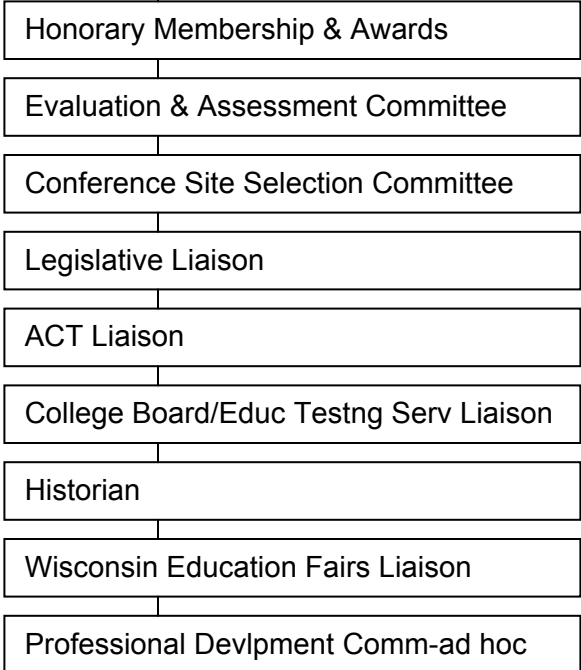 Honorary Membership & Awards
Evaluation & Assessment Committee
Conference Site Selection Committee
Legislative Liaison
ACT Liaison
College Board/Educ Testng Serv Liaison
Historian
Wisconsin Education Fairs Liaison
Professional Devlpment Comm-ad hoc